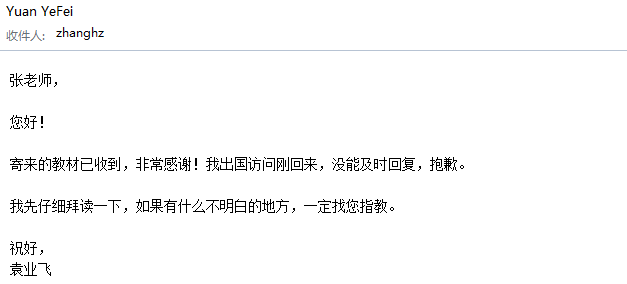 Yuan YeFei
收件人: zhanghz
张老师，
您好！
寄来的教材已收到，非常感谢！我出国访问刚回来，没能及时回复，抱歉。
我先仔细拜读一下，如果有什么不明白的地方，一定找您指教。
祝好，
袁业飞